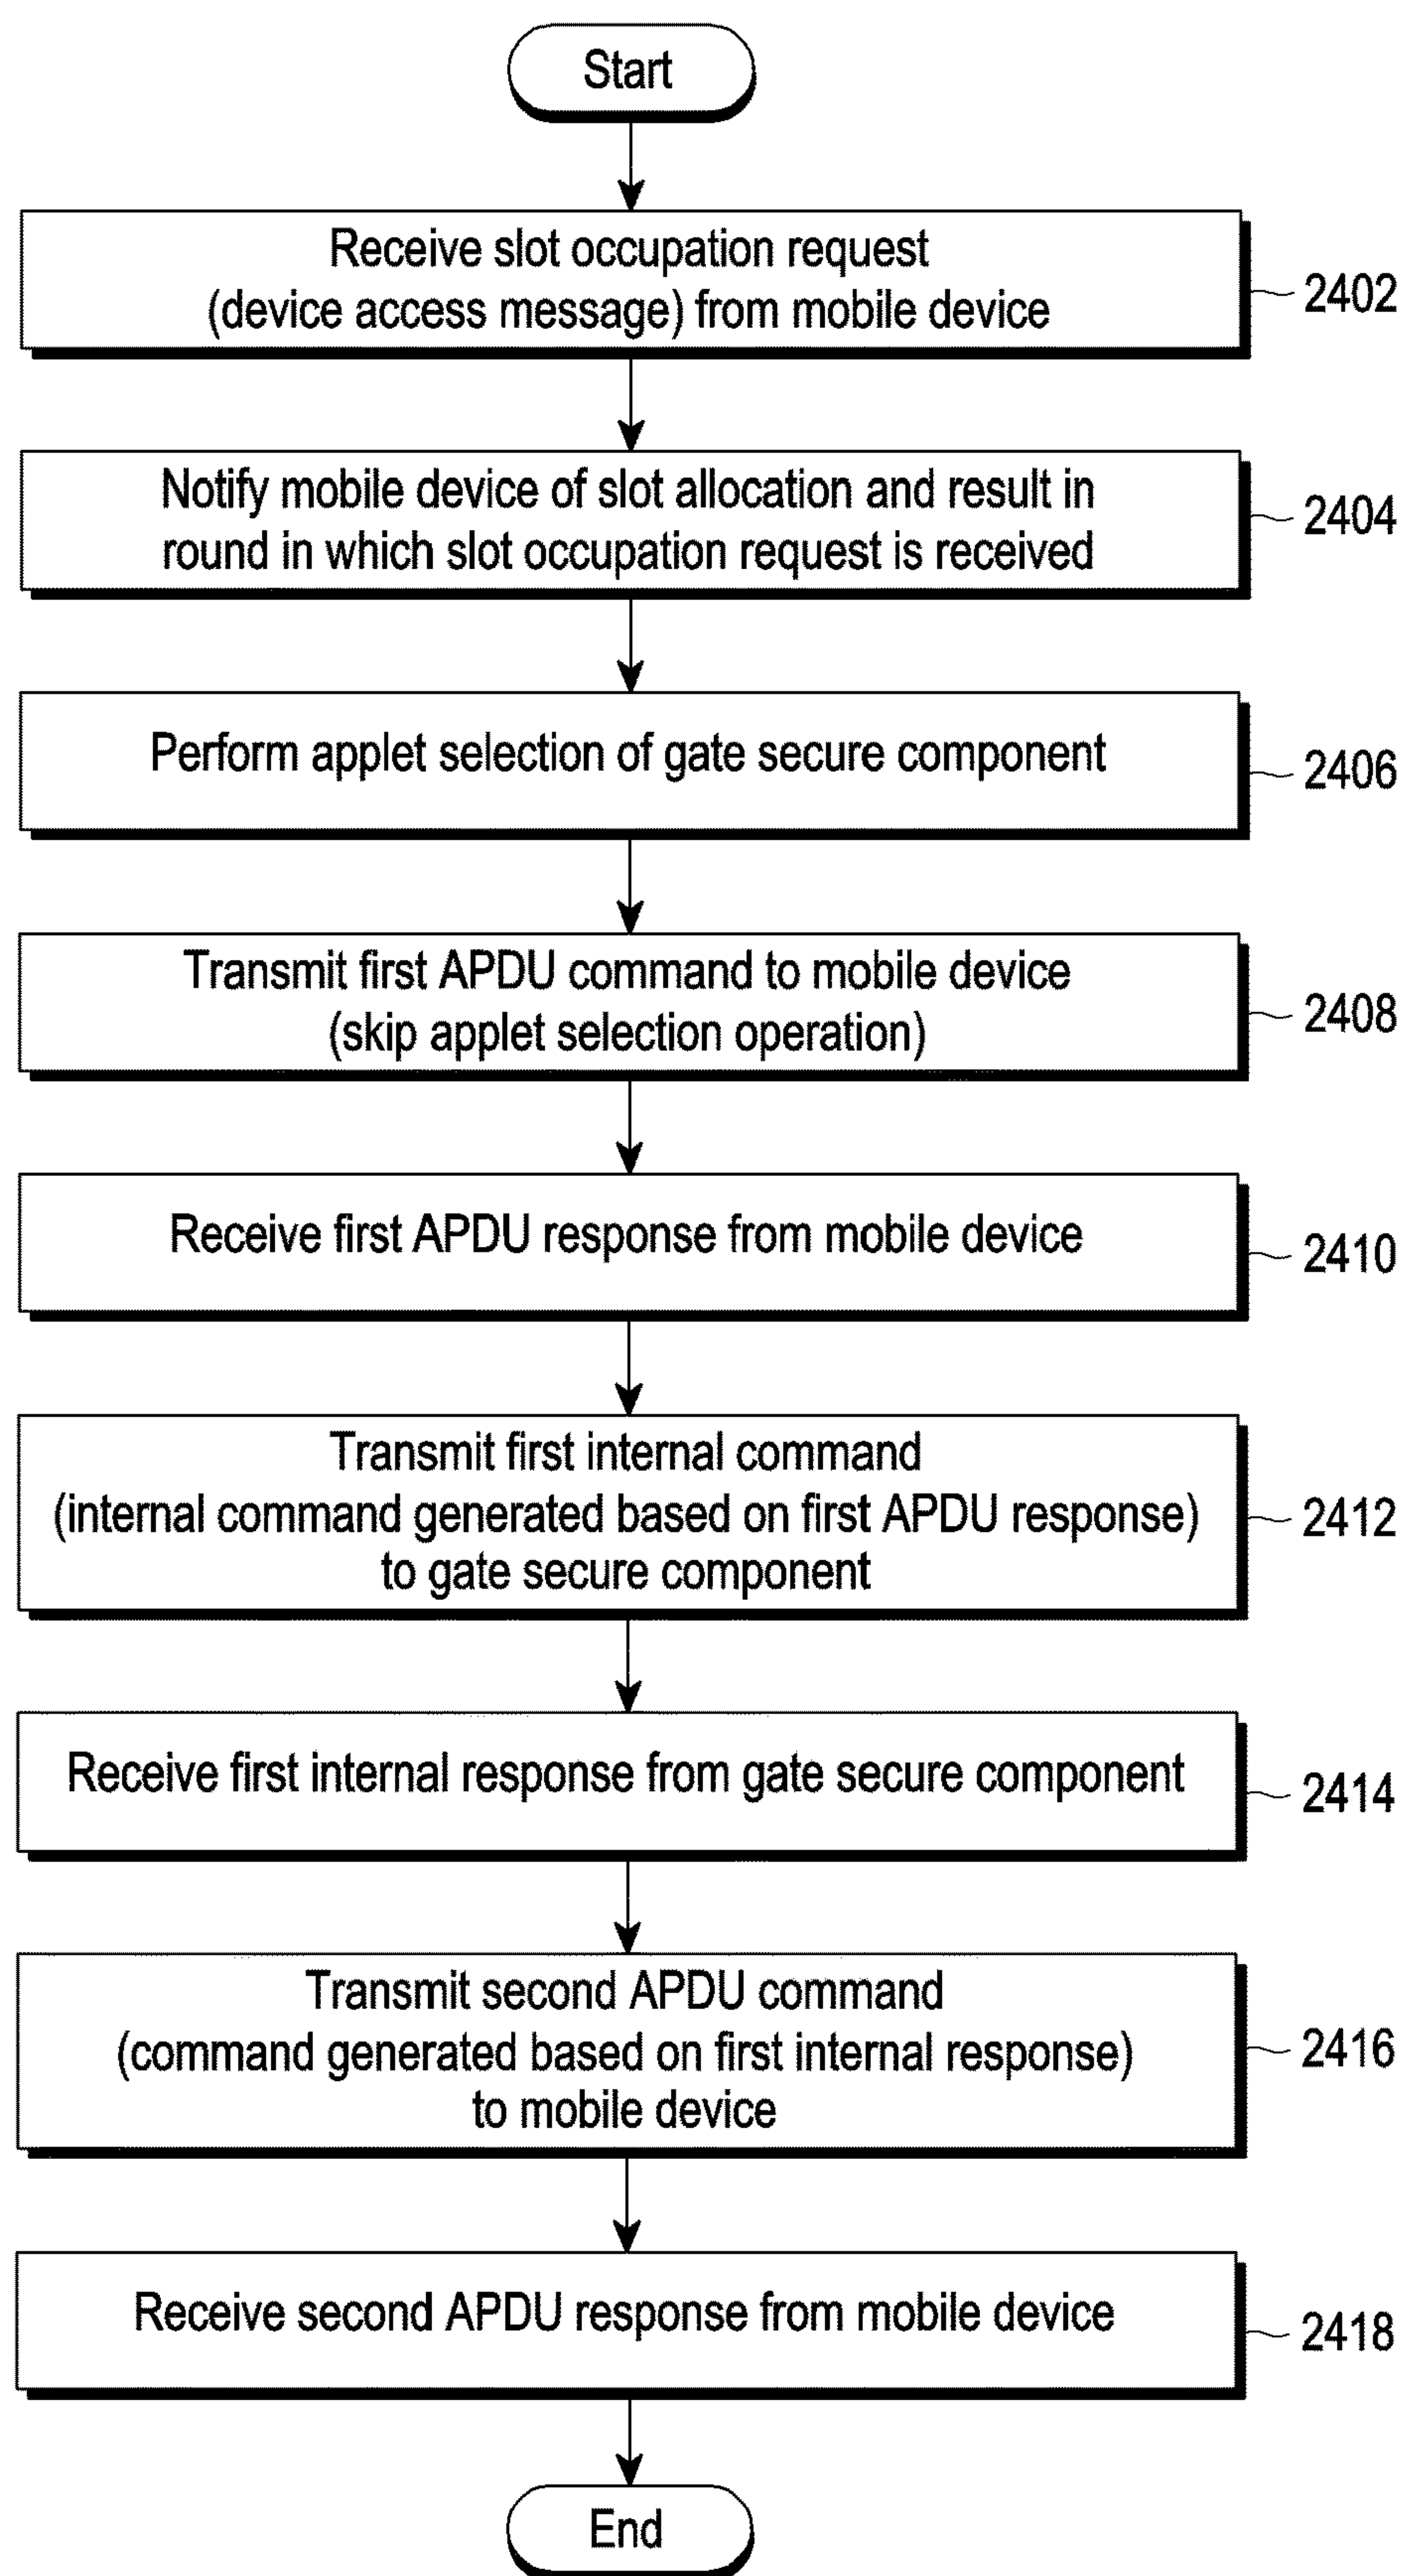 Start
Receive slot occupation request
(device access message) from mobile device
2402
Notify mobile device of slot allocation and result in
round in which slot occupation request is received
2404
Perform applet selection of gate secure component
2406
Transmit first APDU command to mobile device
(skip applet selection operation)
2408
Receive first APDU response from mobile device
2410
Transmit first internal command
(internal command generated based on first APDU response)
to gate secure component
2412
Receive first internal response from gate secure component
2414
Transmit second APDU command
(command generated based on first internal response)
to mobile device
2416
Receive second APDU response from mobile device
2418
End